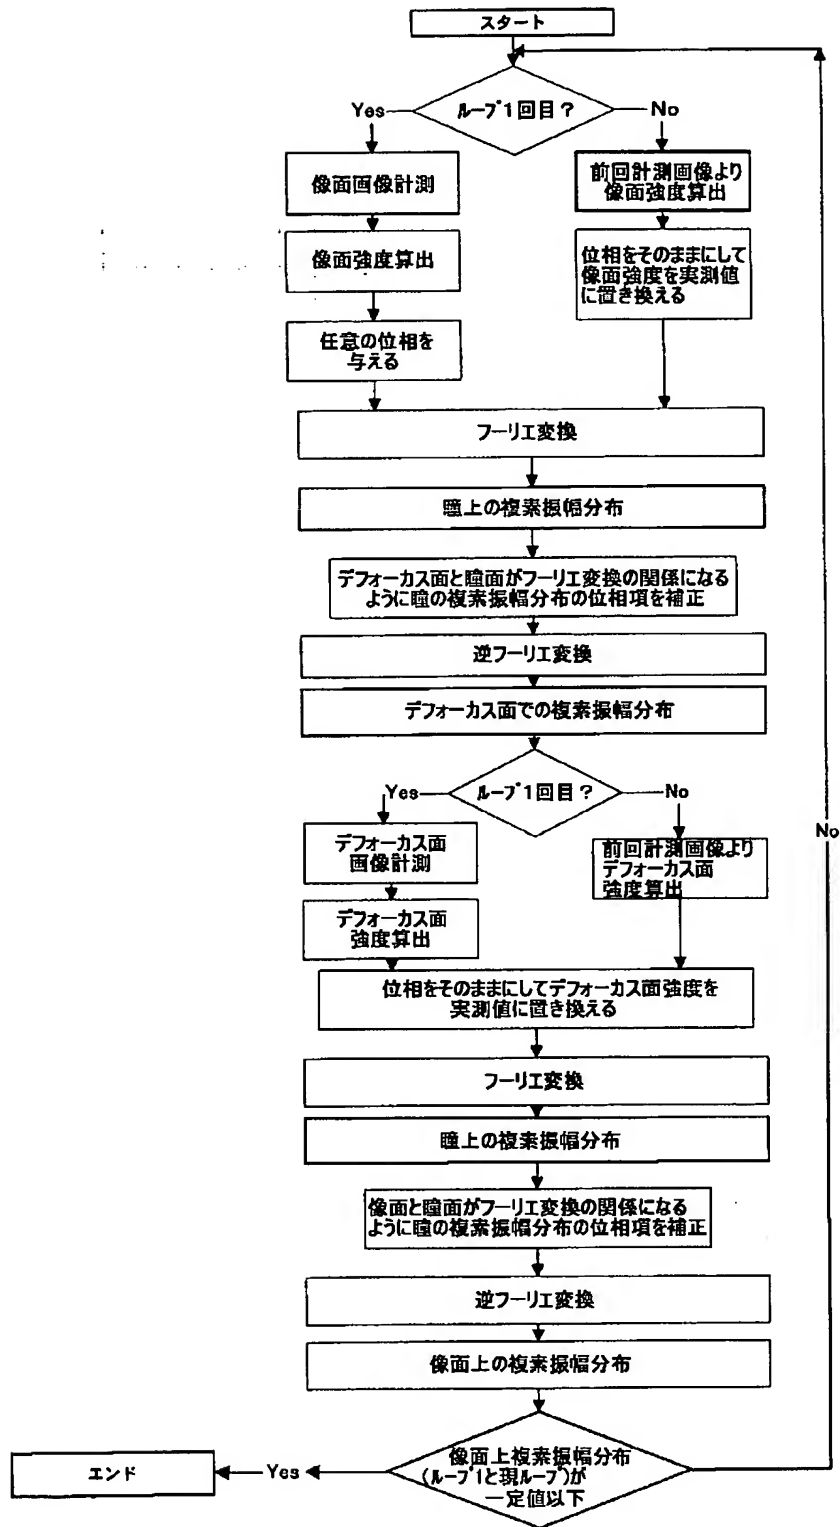 スタート
ループ1回目?
Yes
No
像面画像計測
前回計測画像より
像面強度算出
像面強度算出
位相をそのままにして
像面強度を実測値
に置き換える
任意の位相を
与える
フーリエ変換
瞳上の複素振幅分布
デフォーカス面と瞳面がフーリエ変換の関係になる
ように瞳の複素振幅分布の位相項を補正
逆フーリエ変換
デフォーカス面での複素振幅分布
ループ1回目?
Yes
No
No
デフォーカス面
画像計測
前回計測画像より
デフォーカス面
強度算出
デフォーカス面
強度算出
位相をそのままにしてデフォーカス面強度を
実測値に置き換える
フーリエ変換
瞳上の複素振幅分布
像面と瞳面がフーリエ変換の関係になる
ように瞳の複素振幅分布の位相項を補正
逆フーリエ変換
像面上の複素振幅分布
像面上複素振幅分布
(ループ1と現ループ)が
一定値以下
Yes
エンド